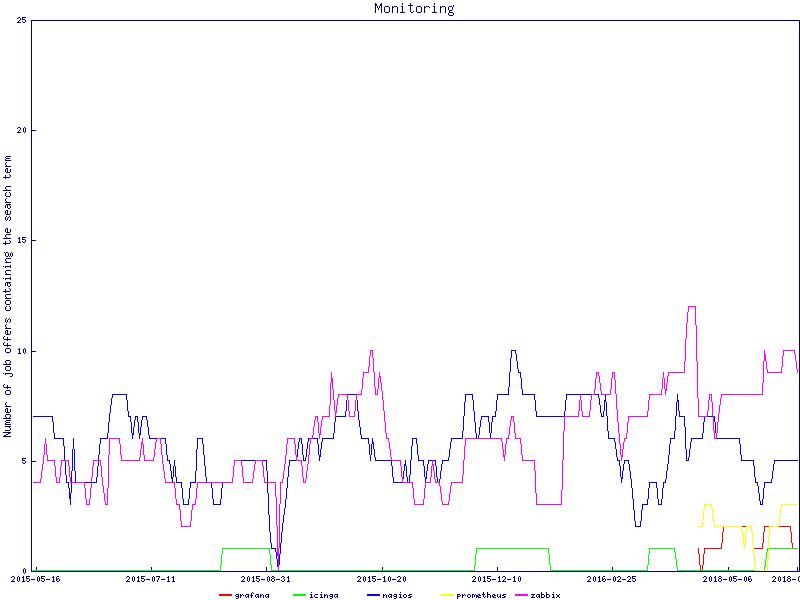 Monitoring
Number of job offers containing the search term
25
20
15
10
5
0
2015-05-16 2015-07-11 2015-08-31 2015-10-20 2015-12-10 2016-02-25 2018-05-06 2018-0
grafana icinga nagios prometheus zabbix